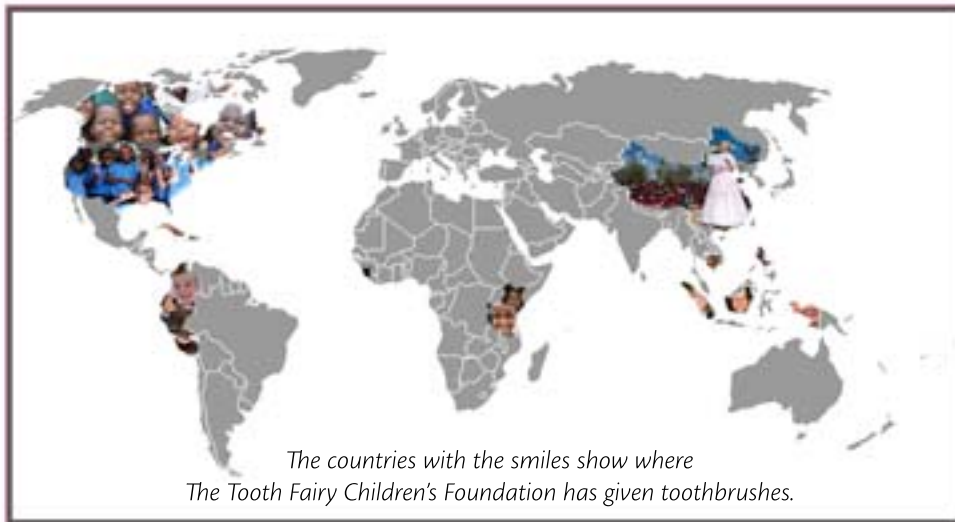 The countries with the smiles show where
The Tooth Fairy Children's Foundation has given toothbrushes.